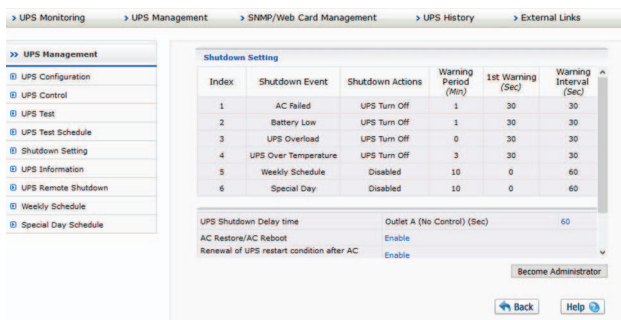 UPS Monitoring UPS Management SNMP/Web Card Management UPS History External Links
UPS Management
UPS Configuration
UPS Control
UPS Test
UPS Test Schedule
Shutdown Setting
UPS Information
UPS Remote Shutdown
Weekly Schedule
Special Day Schedule
Shutdown Setting
Index Shutdown Event Shutdown Actions Warning Period (Min) 1st Warning (Sec) Warning Interval (Sec)
1 AC Failed UPS Turn Off 1 30 30
2 Battery Low UPS Turn Off 1 30 30
3 UPS Overload UPS Turn Off 0 30 30
4 UPS Over Temperature UPS Turn Off 3 30 30
5 Weekly Schedule Disabled 10 0 60
6 Special Day Disabled 10 0 60
UPS Shutdown Delay time Outlet A (No Control) (Sec) 60
AC Restore/AC Reboot Enable
Renewal of UPS restart condition after AC Enable
Become Administrator
Back Help